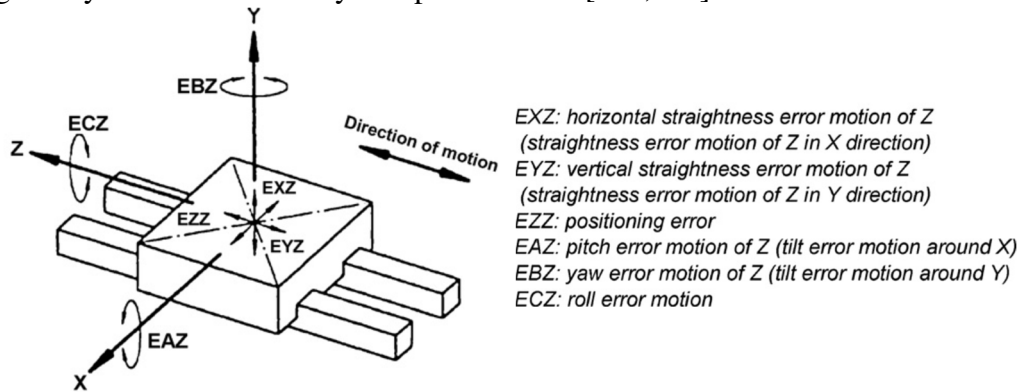 Y
EBZ
ECZ
Z
Direction of motion
EXZ
EZZ
EYZ
EAZ
X
EXZ: horizontal straightness error motion of Z
(straightness error motion of Z in X direction)
EYZ: vertical straightness error motion of Z
(straightness error motion of Z in Y direction)
EZZ: positioning error
EAZ: pitch error motion of Z (tilt error motion around X)
EBZ: yaw error motion of Z (tilt error motion around Y)
ECZ: roll error motion